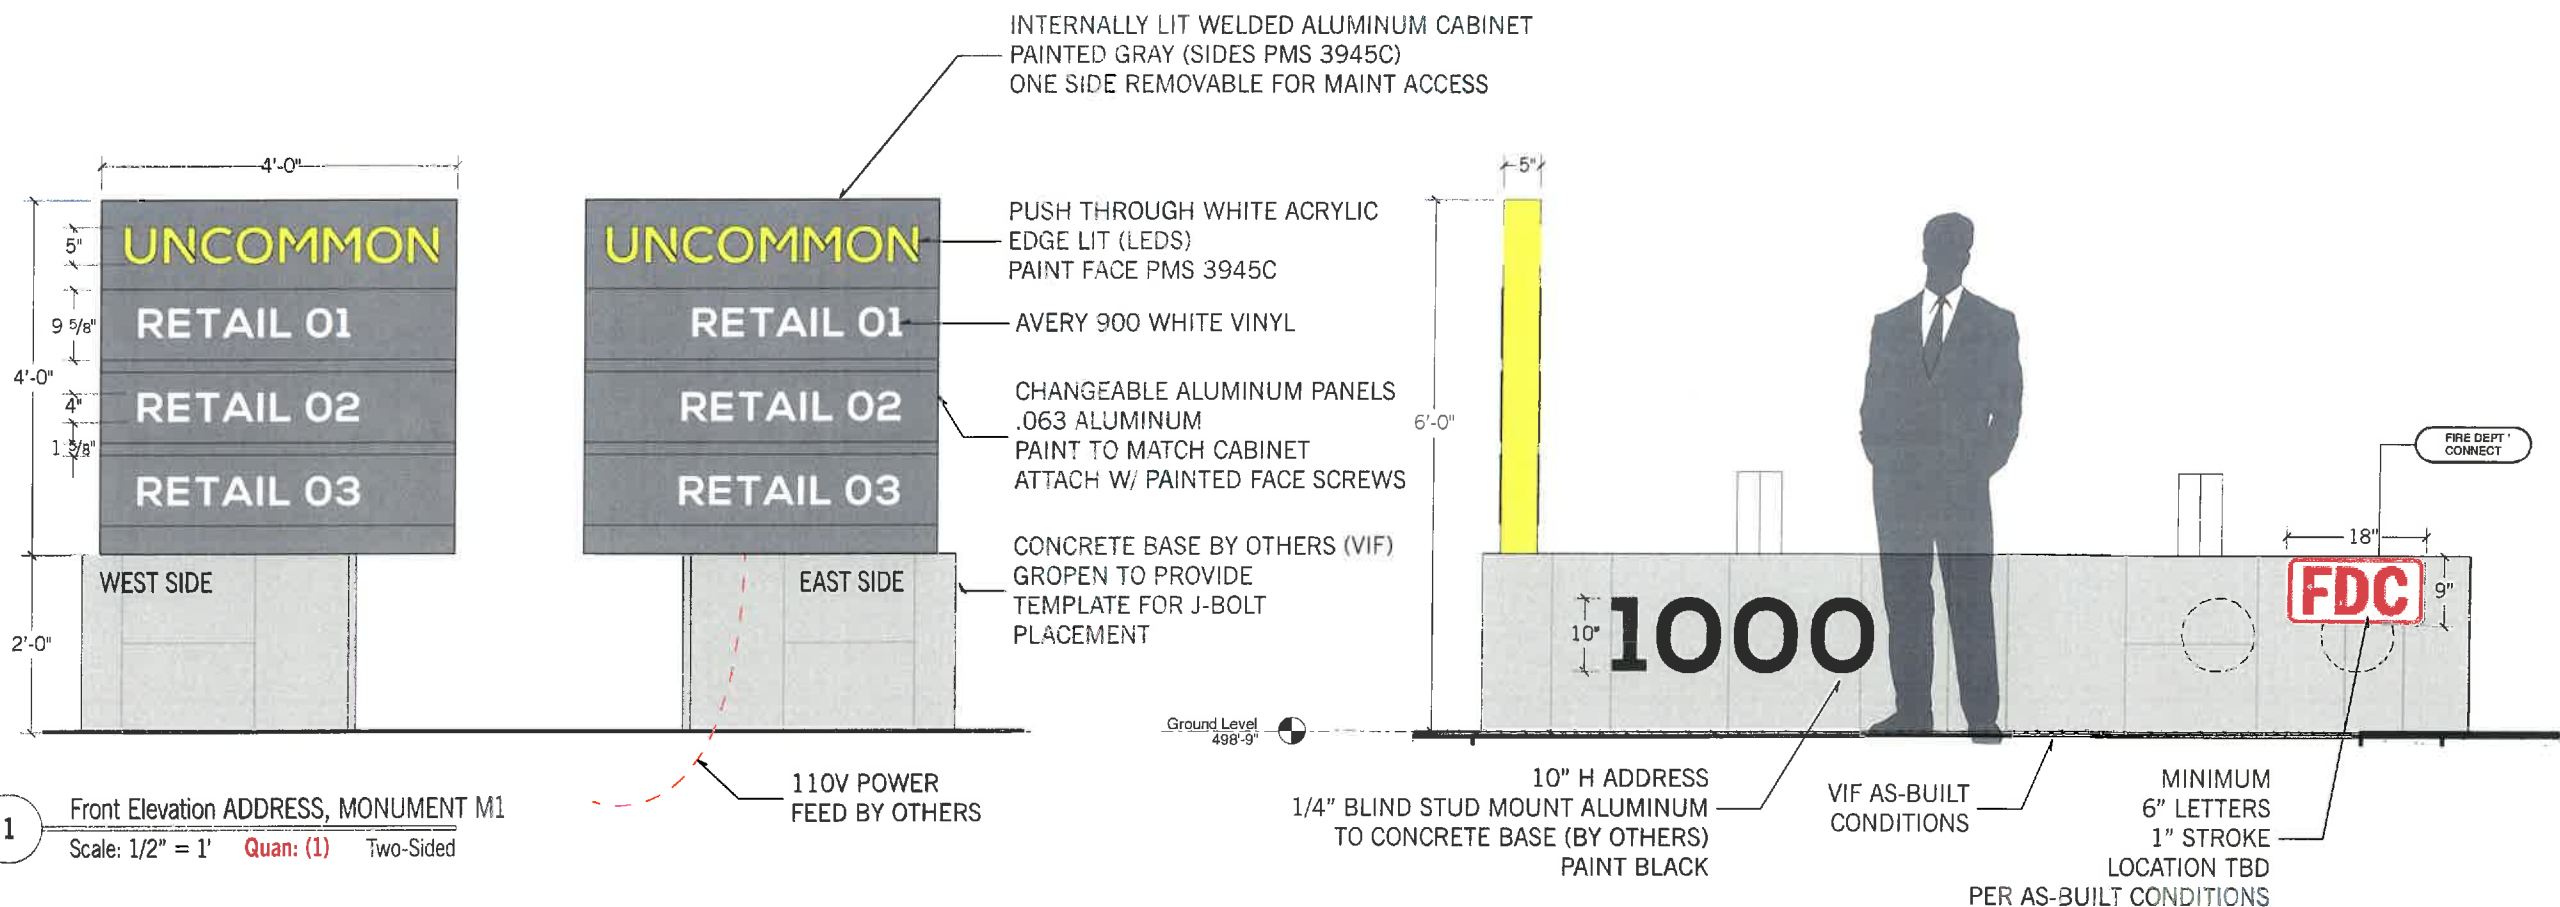 INTERNALLY LIT WELDED ALUMINUM CABINET
PAINTED GRAY (SIDES PMS 3945C)
ONE SIDE REMOVABLE FOR MAINT ACCESS
4'-0"
5"
UNCOMMON
9 5/8"
RETAIL 01
4'-0"
4"
RETAIL 02
1 5/8"
RETAIL 03
WEST SIDE
2'-0"
UNCOMMON
RETAIL 01
RETAIL 02
RETAIL 03
EAST SIDE
PUSH THROUGH WHITE ACRYLIC
EDGE LIT (LEDS)
PAINT FACE PMS 3945C
AVERY 900 WHITE VINYL
CHANGEABLE ALUMINUM PANELS
.063 ALUMINUM
PAINT TO MATCH CABINET
ATTACH W/ PAINTED FACE SCREWS
CONCRETE BASE BY OTHERS (VIF)
GROPEN TO PROVIDE
TEMPLATE FOR J-BOLT
PLACEMENT
110V POWER
FEED BY OTHERS
1
Front Elevation ADDRESS, MONUMENT M1
Scale: 1/2" = 1' Quan: (1) Two-Sided
5"
6'-0"
FIRE DEPT'
CONNECT
18"
FDC
9"
10"
1000
Ground Level
498'-9"
10" H ADDRESS
1/4" BLIND STUD MOUNT ALUMINUM
TO CONCRETE BASE (BY OTHERS)
PAINT BLACK
VIF AS-BUILT
CONDITIONS
MINIMUM
6" LETTERS
1" STROKE
LOCATION TBD
PER AS-BUILT CONDITIONS